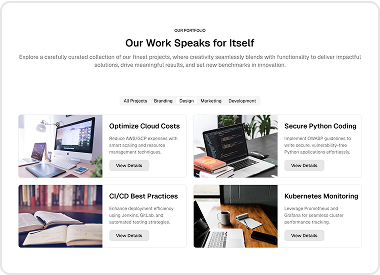 OUR PORTFOLIO
Our Work Speaks for Itself
Explore a carefully curated collection of our finest projects, where creativity seamlessly blends with functionality to deliver impactful
solutions, drive meaningful results, and set new benchmarks in innovation.
All Projects Branding Design Marketing Development
Optimize Cloud Costs
Reduce AWS/GCP expenses with
smart scaling and resource
management techniques.
View Details
Secure Python Coding
Implement OWASP guidelines to
write secure, vulnerability-free
Python applications effortlessly.
View Details
CI/CD Best Practices
Enhance deployment efficiency
using Jenkins, GitLab, and
automated testing strategies.
View Details
Kubernetes Monitoring
Leverage Prometheus and
Grafana for seamless cluster
performance tracking.
View Details